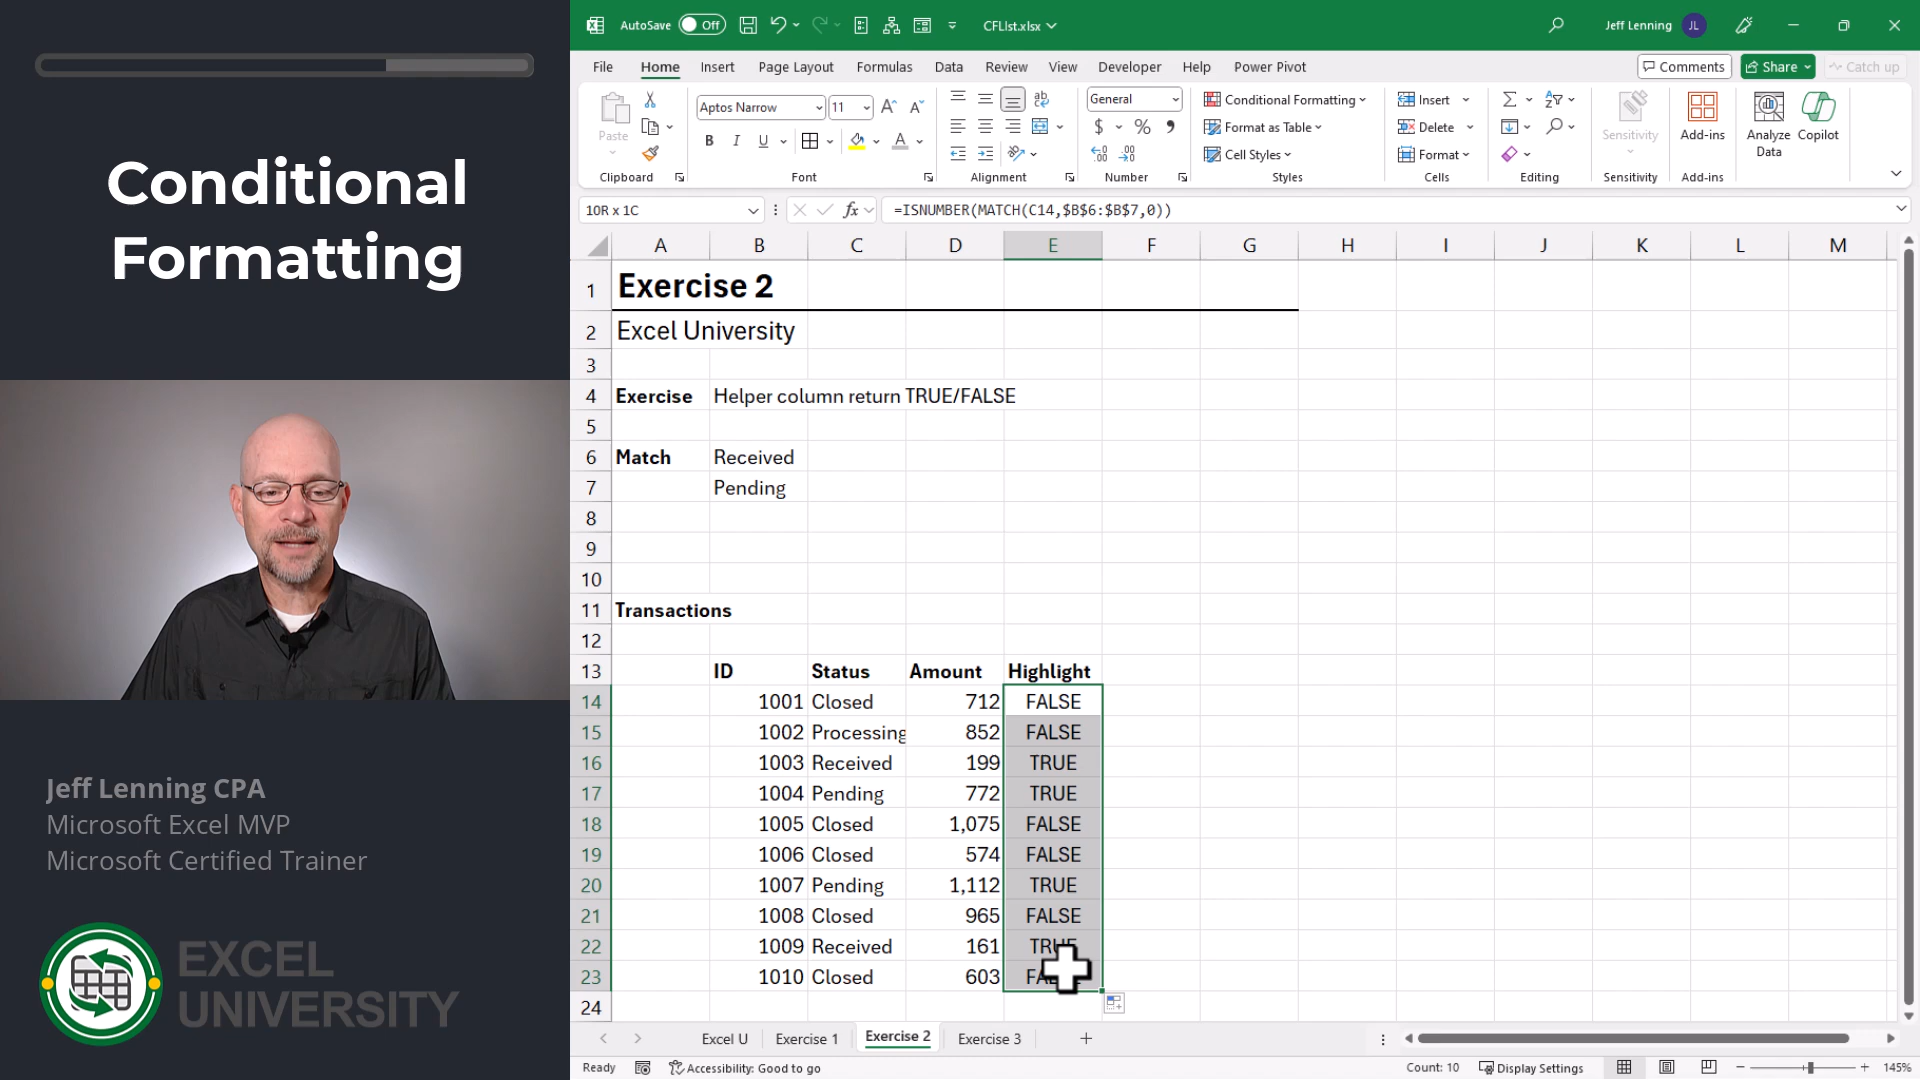 Conditional
Formatting
Jeff Lenning CPA
Microsoft Excel MVP
Microsoft Certified Trainer
EXCEL
UNIVERSITY
AutoSave Off CFList.xlsx Jeff Lenning JL
File Home Insert Page Layout Formulas Data Review View Developer Help Power Pivot Comments Share Catch up
Paste
Clipboard
Aptos Narrow 11
B I U
Font
Alignment
General
$ % 9
Number
Conditional Formatting
Format as Table
Cell Styles
Styles
Insert
Delete
Format
Cells
Editing
Sensitivity
Sensitivity
Add-ins
Add-ins
Analyze
Data
Copilot
10R x 1C fx =ISNUMBER(MATCH(C14,$B$6:$B$7,0))
A B C D E F G H I J K L M
1 Exercise 2
2 Excel University
3
4 Exercise Helper column return TRUE/FALSE
5
6 Match Received
7 Pending
8
9
10
11 Transactions
12
13 ID Status Amount Highlight
14 1001 Closed 712 FALSE
15 1002 Processing 852 FALSE
16 1003 Received 199 TRUE
17 1004 Pending 772 TRUE
18 1005 Closed 1,075 FALSE
19 1006 Closed 574 FALSE
20 1007 Pending 1,112 TRUE
21 1008 Closed 965 FALSE
22 1009 Received 161 TRUE
23 1010 Closed 603
24
Excel U Exercise 1 Exercise 2 Exercise 3
Ready Accessibility: Good to go Count: 10 Display Settings 145%